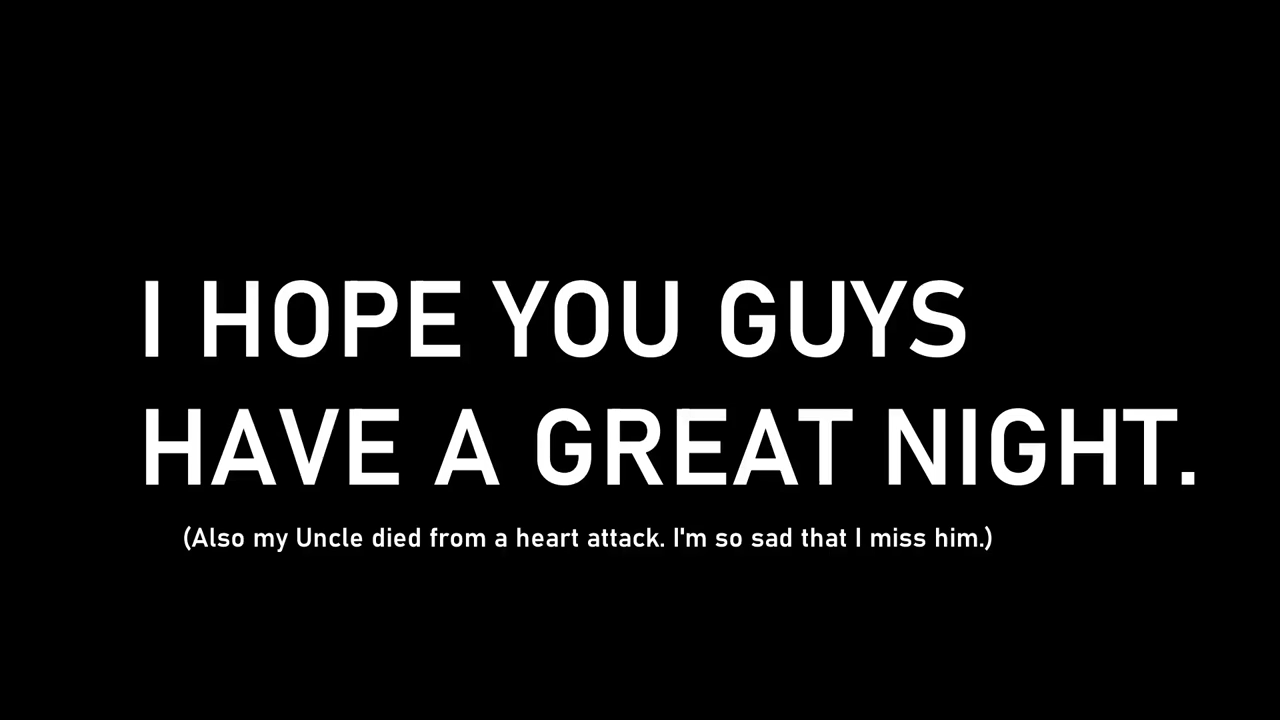 I HOPE YOU GUYS
HAVE A GREAT NIGHT.
(Also my Uncle died from a heart attack. I'm so sad that I miss him.)